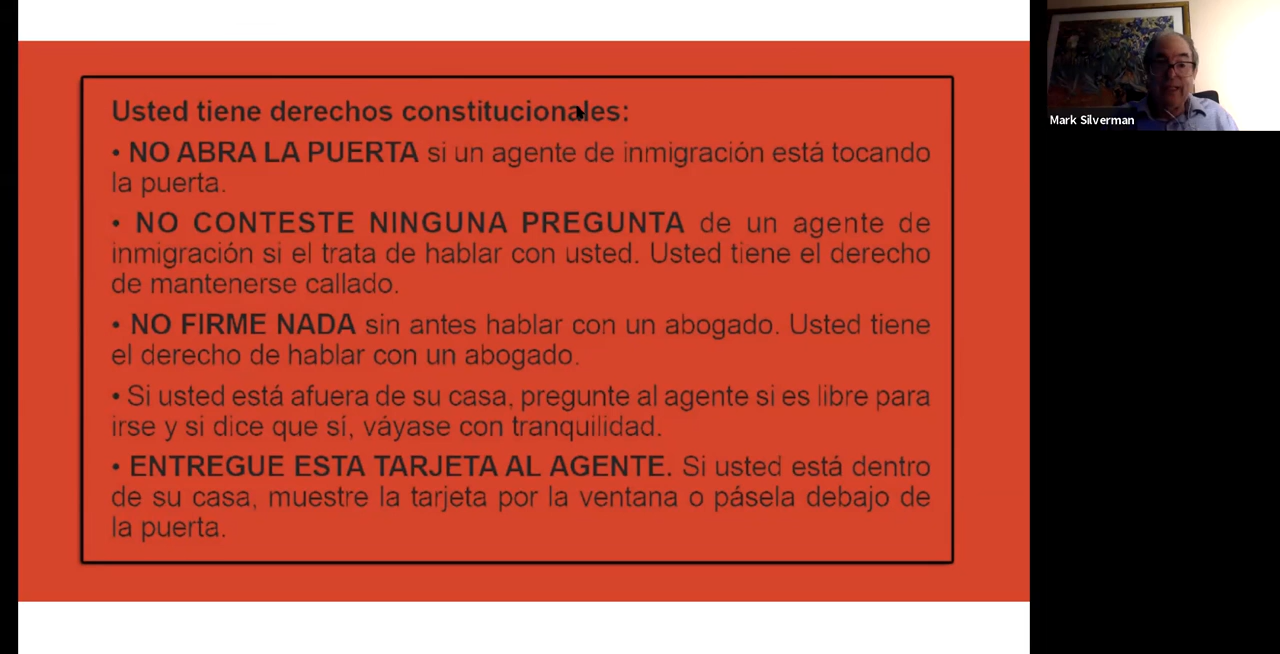 Usted tiene derechos constitucionales:
• NO ABRA LA PUERTA si un agente de inmigración está tocando
la puerta.
• NO CONTESTE NINGUNA PREGUNTA de un agente de
inmigración si el trata de hablar con usted. Usted tiene el derecho
de mantenerse callado.
• NO FIRME NADA sin antes hablar con un abogado. Usted tiene
el derecho de hablar con un abogado.
• Si usted está afuera de su casa, pregunte al agente si es libre para
irse y si dice que sí, váyase con tranquilidad.
• ENTREGUE ESTA TARJETA AL AGENTE. Si usted está dentro
de su casa, muestre la tarjeta por la ventana o pásela debajo de
la puerta.
Mark Silverman